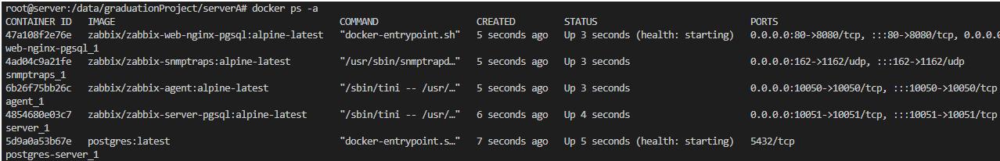 root@server:/data/graduationProject/serverA# docker ps -a
CONTAINER ID   IMAGE                                    COMMAND                  CREATED         STATUS                            PORTS
47a108f2e76e   zabbix/zabbix-web-nginx-pgsql:alpine-latest   "docker-entrypoint.sh"   5 seconds ago   Up 3 seconds (health: starting)   0.0.0.0:80->8080/tcp, :::80->8080/tcp, 0.0.0
web-nginx-pgsql_1
4ad04c9a21fe   zabbix/zabbix-snmptraps:alpine-latest   "/usr/sbin/snmptrapd…"   5 seconds ago   Up 3 seconds   0.0.0.0:162->1162/udp, :::162->1162/udp
snmptraps_1
6b26f75bb26c   zabbix/zabbix-agent:alpine-latest   "/sbin/tini -- /usr/…"   5 seconds ago   Up 3 seconds   0.0.0.0:10050->10050/tcp, :::10050->10050/tcp
agent_1
4854680e03c7   zabbix/zabbix-server-pgsql:alpine-latest   "/sbin/tini -- /usr/…"   6 seconds ago   Up 4 seconds   0.0.0.0:10051->10051/tcp, :::10051->10051/tcp
server_1
5d9a0a53b67e   postgres:latest   "docker-entrypoint.s…"   7 seconds ago   Up 5 seconds (health: starting)   5432/tcp
postgres-server_1